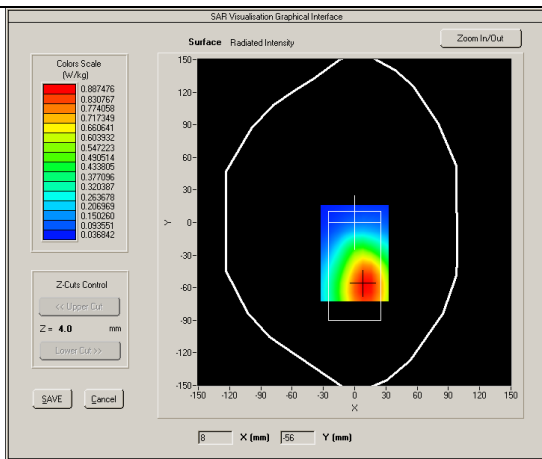 SAR Visualisation Graphical Interface
Surface Radiated Intensity
Zoom In/Out
Colors Scale
(W/kg)
0.887476
0.830767
0.774058
0.717349
0.660641
0.603932
0.547223
0.490514
0.433805
0.377096
0.320387
0.263678
0.206969
0.150260
0.093551
0.036842
Z-Cuts Control
<< Upper Cut
Z = 4.0 mm
Lower Cut >>
SAVE
Cancel
150
120
90
60
30
0
-30
-60
-90
-120
-150
Y
-150 -120 -90 -60 -30 0 30 60 90 120 150
X
8 X (mm) -56 Y (mm)